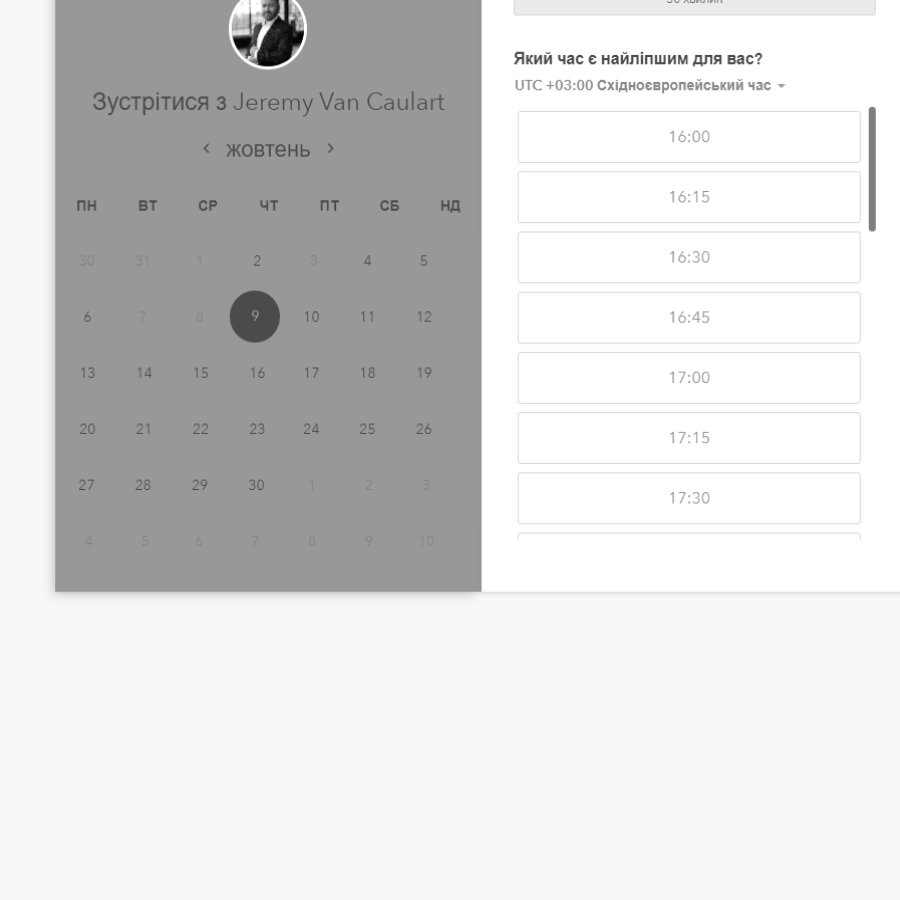 Зустрітися з Jeremy Van Caulart
жовтень
ПН ВТ СР ЧТ ПТ СБ НД
30 31 1 2 3 4 5
6 7 8 9 10 11 12
13 14 15 16 17 18 19
20 21 22 23 24 25 26
27 28 29 30 1 2 3
4 5 6 7 8 9 10
Який час є найліпшим для вас?
UTC +03:00 Східноєвропейський час
16:00
16:15
16:30
16:45
17:00
17:15
17:30